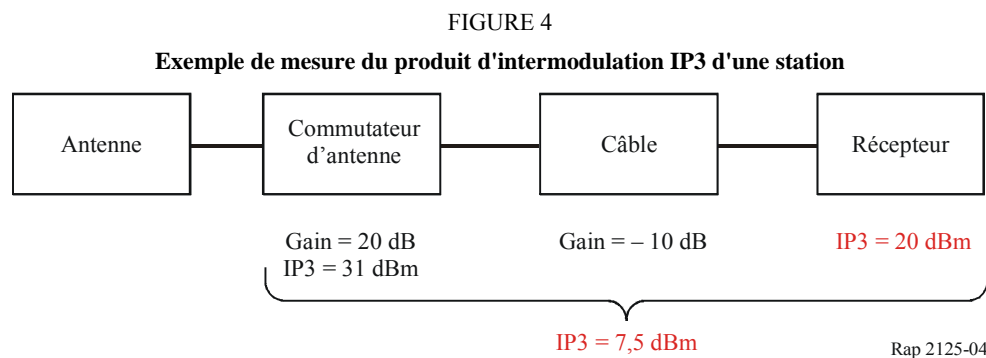 FIGURE 4
Exemple de mesure du produit d'intermodulation IP3 d'une station
Antenne
Commutateur
d'antenne
Câble
Récepteur
Gain = 20 dB
IP3 = 31 dBm
Gain = – 10 dB
IP3 = 20 dBm
IP3 = 7,5 dBm
Rap 2125-04